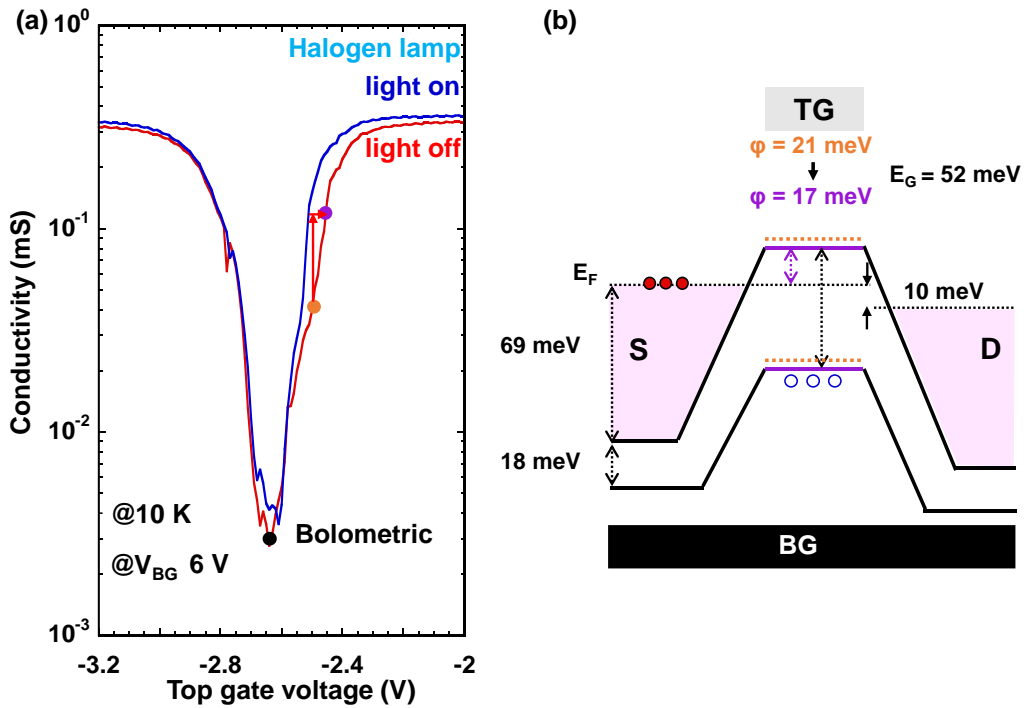 (a)
10⁰
Halogen lamp
light on
light off
10⁻¹
Conductivity (mS)
10⁻²
@10 K
Bolometric
@V_BG 6 V
10⁻³
-3.2 -2.8 -2.4 -2
Top gate voltage (V)
(b)
TG
φ = 21 meV
E_G = 52 meV
φ = 17 meV
E_F
10 meV
69 meV
S
D
18 meV
BG